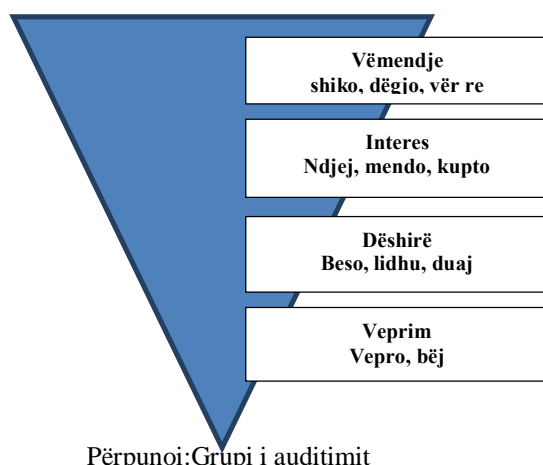 Vëmendje
shiko, dëgjo, vër re
Interes
Ndjej, mendo, kupto
Dëshirë
Beso, lidhu, duaj
Veprim
Vepro, bëj
Përpunoi:Grupi i auditimit